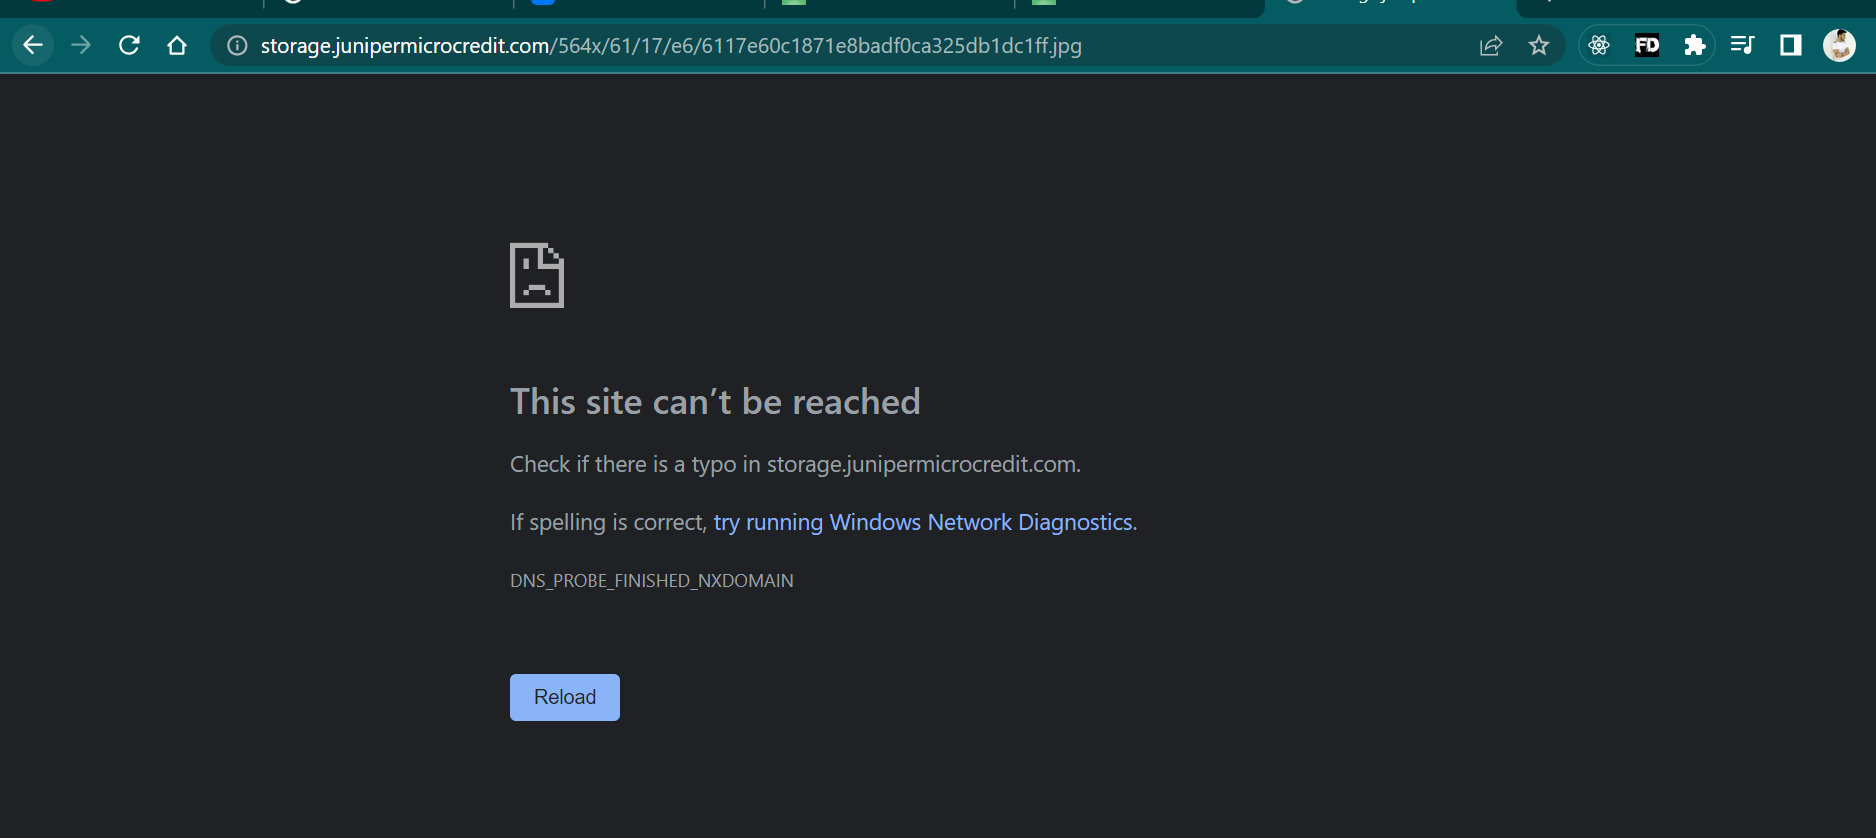 storage.junipermicrocredit.com/564x/61/17/e6/6117e60c1871e8badf0ca325db1dc1ff.jpg
FD
This site can’t be reached
Check if there is a typo in storage.junipermicrocredit.com.
If spelling is correct, try running Windows Network Diagnostics.
DNS_PROBE_FINISHED_NXDOMAIN
Reload